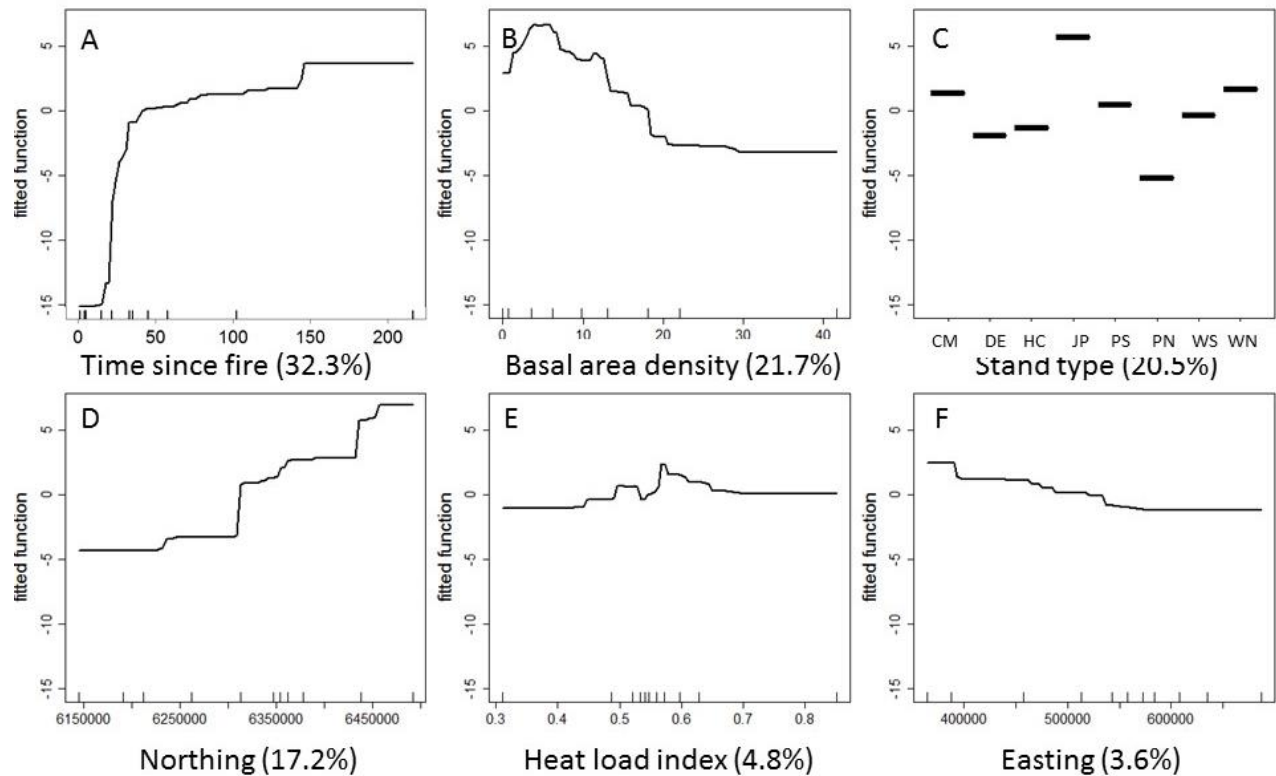 A
fitted function
5
0
-5
-10
-15
0 50 100 150 200
Time since fire (32.3%)
B
fitted function
5
0
-5
-10
-15
0 10 20 30 40
Basal area density (21.7%)
C
fitted function
5
0
-5
-10
-15
CM DE HC JP PS PN WS WN
Stand type (20.5%)
D
fitted function
5
0
-5
-10
-15
6150000 6250000 6350000 6450000
Northing (17.2%)
E
fitted function
5
0
-5
-10
-15
0.3 0.4 0.5 0.6 0.7 0.8
Heat load index (4.8%)
F
fitted function
5
0
-5
-10
-15
400000 500000 600000
Easting (3.6%)